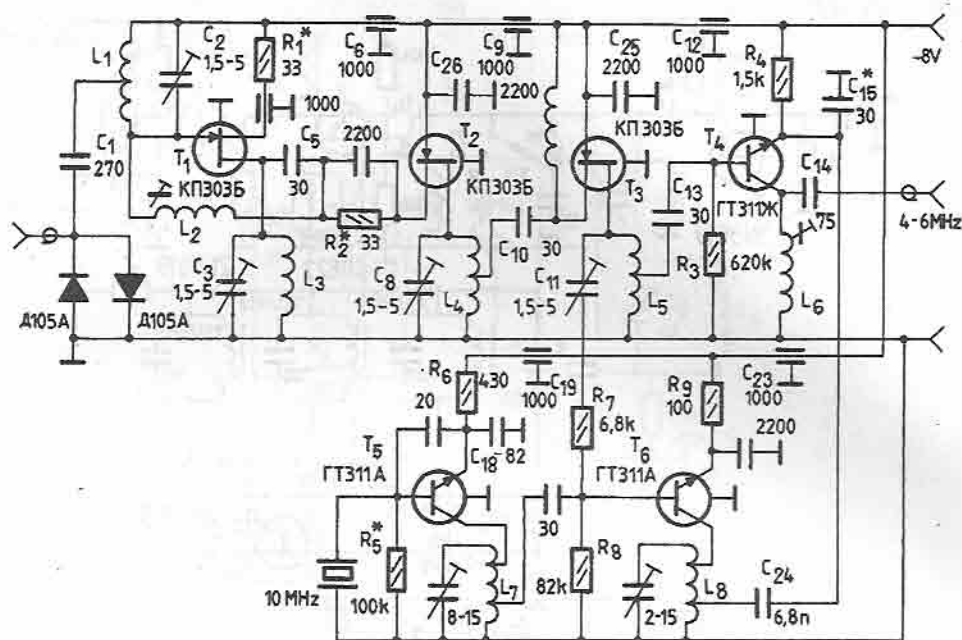 L1
C2
1,5-5
R1*
33
C6
1000
C9
1000
C25
2200
C12
1000
R4
1,5k
C15*
30
-8V
C26
2200
1000
C1
270
T1
КП303Б
C5
30
2200
T2
КП303Б
КП303Б
T3
T4
ГТ311Ж
C14
75
4-6MHz
L2
R2*
33
C10
30
C13
30
R3
620k
C3
1,5-5
L3
C8
1,5-5
L4
C11
1,5-5
L5
L6
Д105А
Д105А
R6
430
C19
1000
R7
6,8k
R9
100
C23
1000
20
T5
ГТ311А
C18
82
T6
ГТ311А
2200
30
R5*
100k
10MHz
8-15
L7
R8
82k
2-15
L8
C24
6,8n